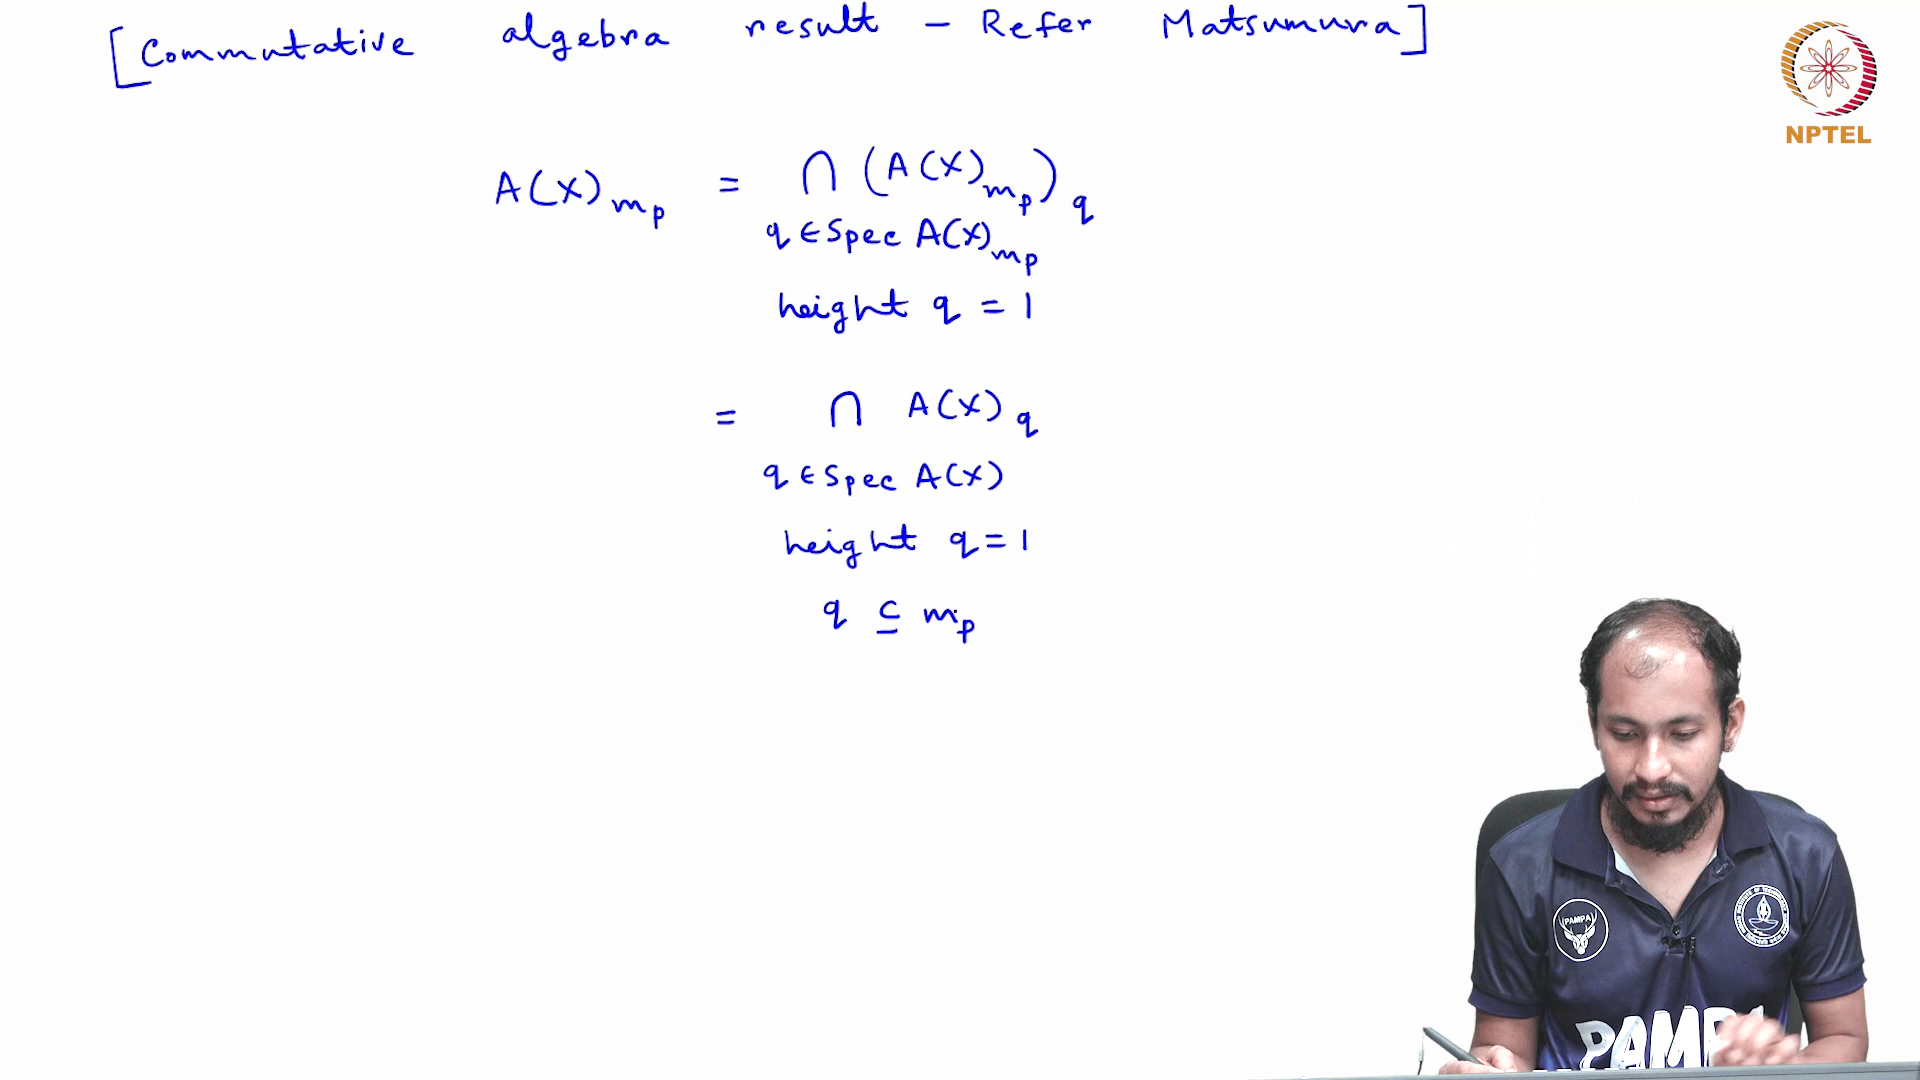 [Commutative algebra result - Refer Matsumura]
NPTEL
A(X)_{m_p} = ∩ (A(X)_{m_p})_q
q ∈ Spec A(X)_{m_p}
height q = 1
= ∩ A(X)_q
q ∈ Spec A(X)
height q = 1
q ⊆ m_p
PAMPA
PAMPA